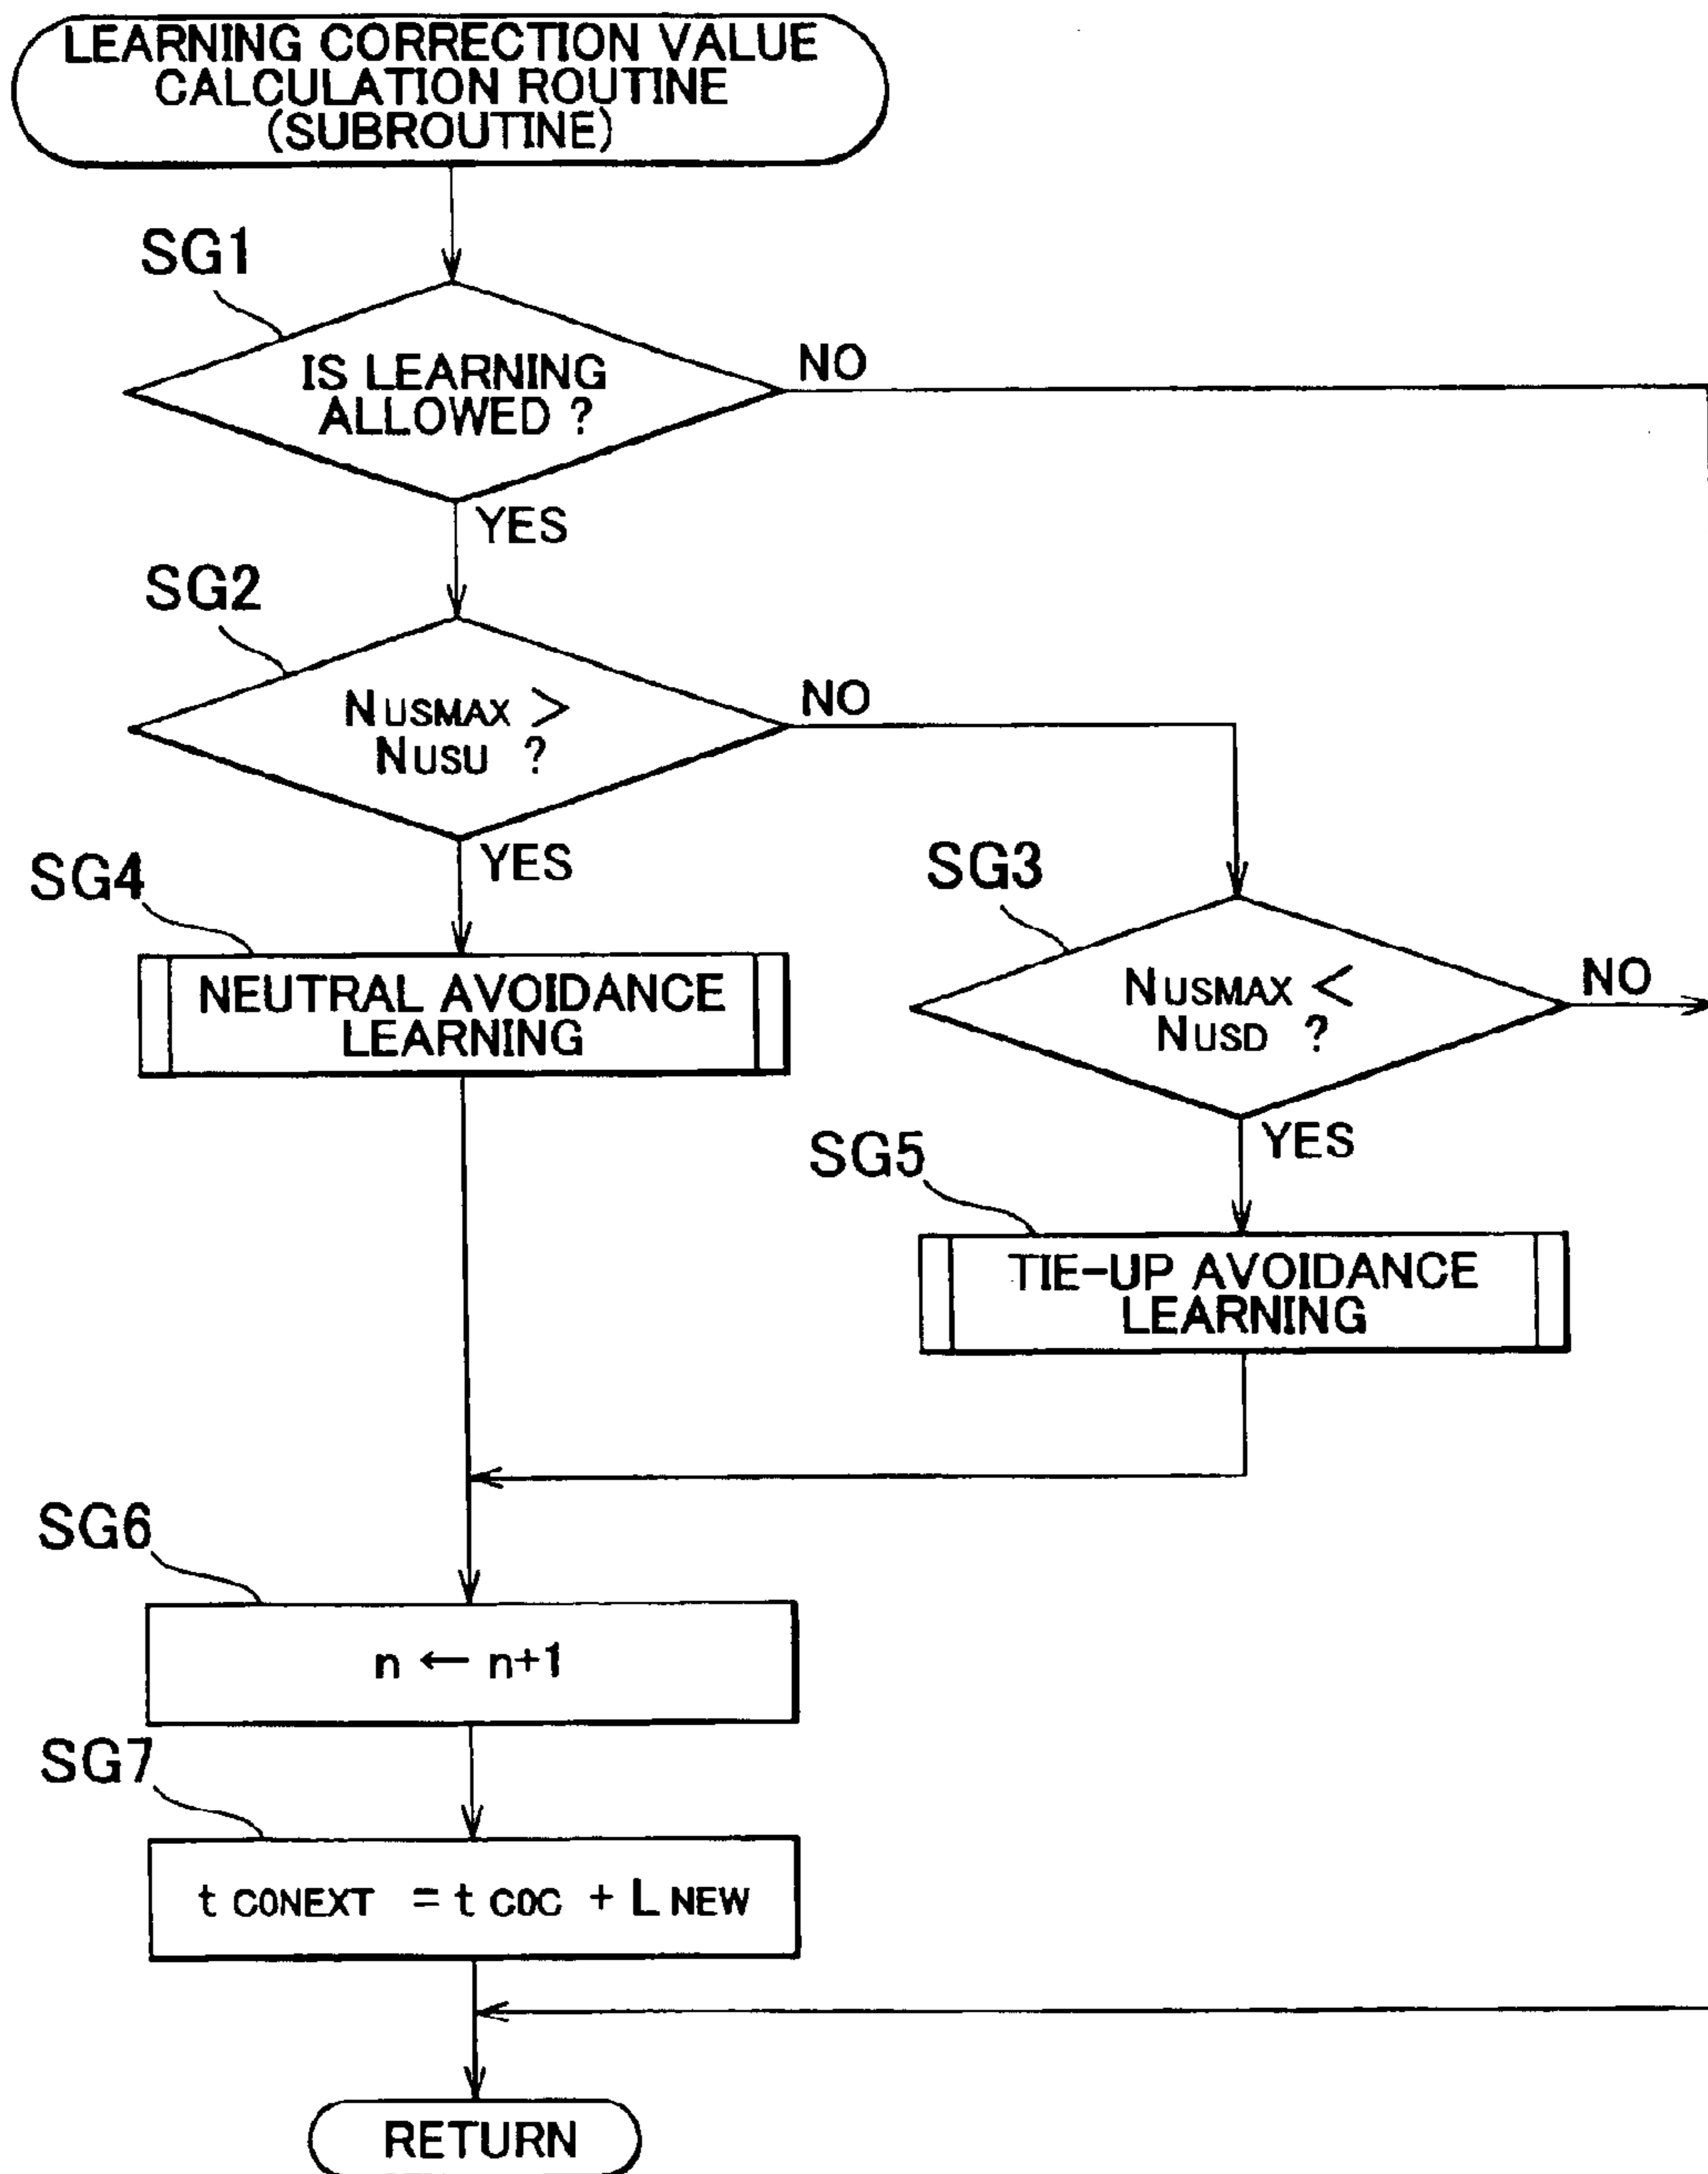 LEARNING CORRECTION VALUE
CALCULATION ROUTINE
(SUBROUTINE)
SG1
IS LEARNING
ALLOWED ?
NO
YES
SG2
NUSMAX >
NUSU ?
NO
YES
SG4
NEUTRAL AVOIDANCE
LEARNING
SG3
NUSMAX <
NUSD ?
NO
YES
SG5
TIE-UP AVOIDANCE
LEARNING
SG6
n ← n+1
SG7
t CONEXT = t COC + L NEW
RETURN